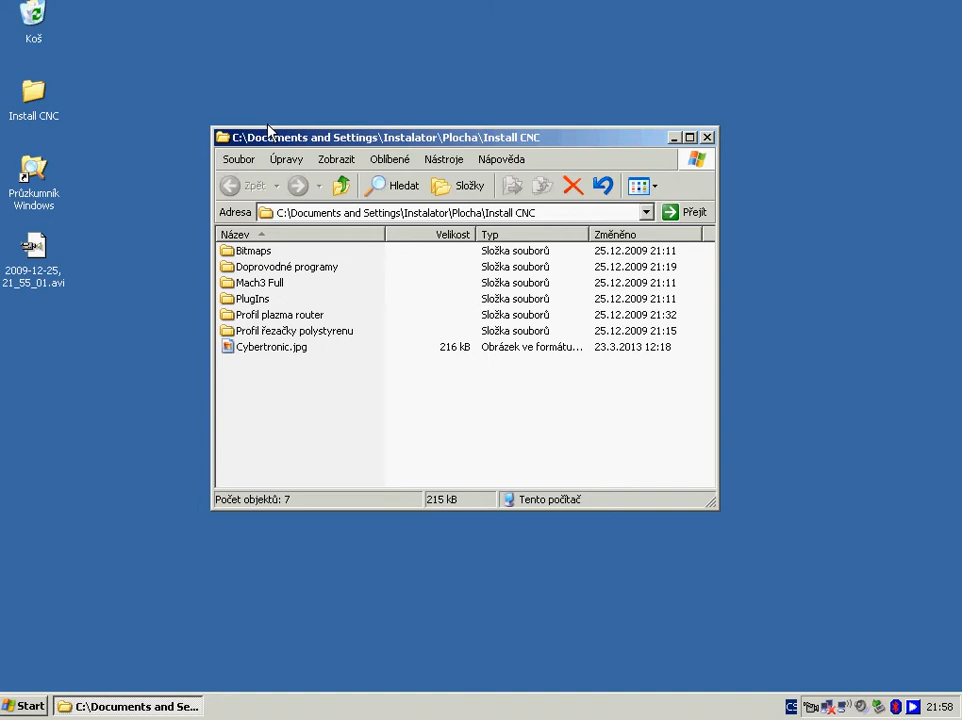 Koš
Install CNC
Průzkumník
Windows
2009-12-25,
21_55_01.avi
C:\Documents and Settings\Instalator\Plocha\Install CNC
Soubor Úpravy Zobrazit Oblíbené Nástroje Nápověda
Zpět Hledat Složky
Adresa C:\Documents and Settings\Instalator\Plocha\Install CNC Přejít
Název Velikost Typ Změněno
Bitmaps Složka souborů 25.12.2009 21:11
Doprovodné programy Složka souborů 25.12.2009 21:19
Mach3 Full Složka souborů 25.12.2009 21:11
PlugIns Složka souborů 25.12.2009 21:11
Profil plazma router Složka souborů 25.12.2009 21:32
Profil řezačky polystyrenu Složka souborů 25.12.2009 21:15
Cybertronic.jpg 216 kB Obrázek ve formátu... 23.3.2013 12:18
Počet objektů: 7 215 kB Tento počítač
Start C:\Documents and Se... CS 21:58